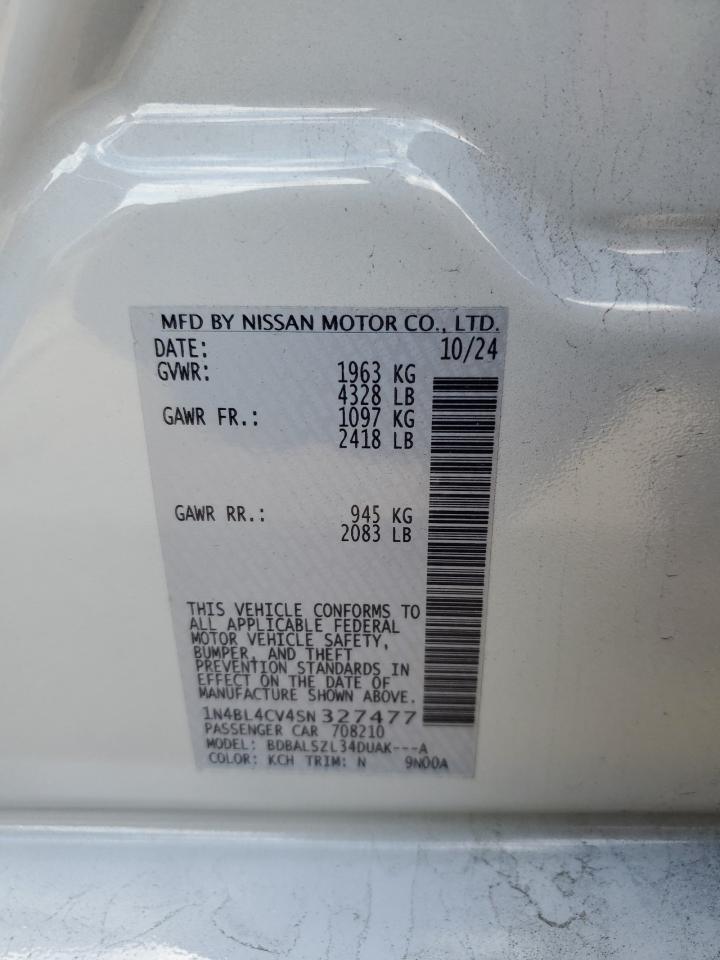 MFD BY NISSAN MOTOR CO., LTD.
DATE: 10/24
GVWR: 1963 KG
4328 LB
GAWR FR.: 1097 KG
2418 LB
GAWR RR.: 945 KG
2083 LB
THIS VEHICLE CONFORMS TO
ALL APPLICABLE FEDERAL
MOTOR VEHICLE SAFETY,
BUMPER, AND THEFT
PREVENTION STANDARDS IN
EFFECT ON THE DATE OF
MANUFACTURE SHOWN ABOVE.
1N4BL4CV4SN 327477
PASSENGER CAR 708210
MODEL: BDBALSZL34DUAK---A
COLOR: KCH TRIM: N 9N00A